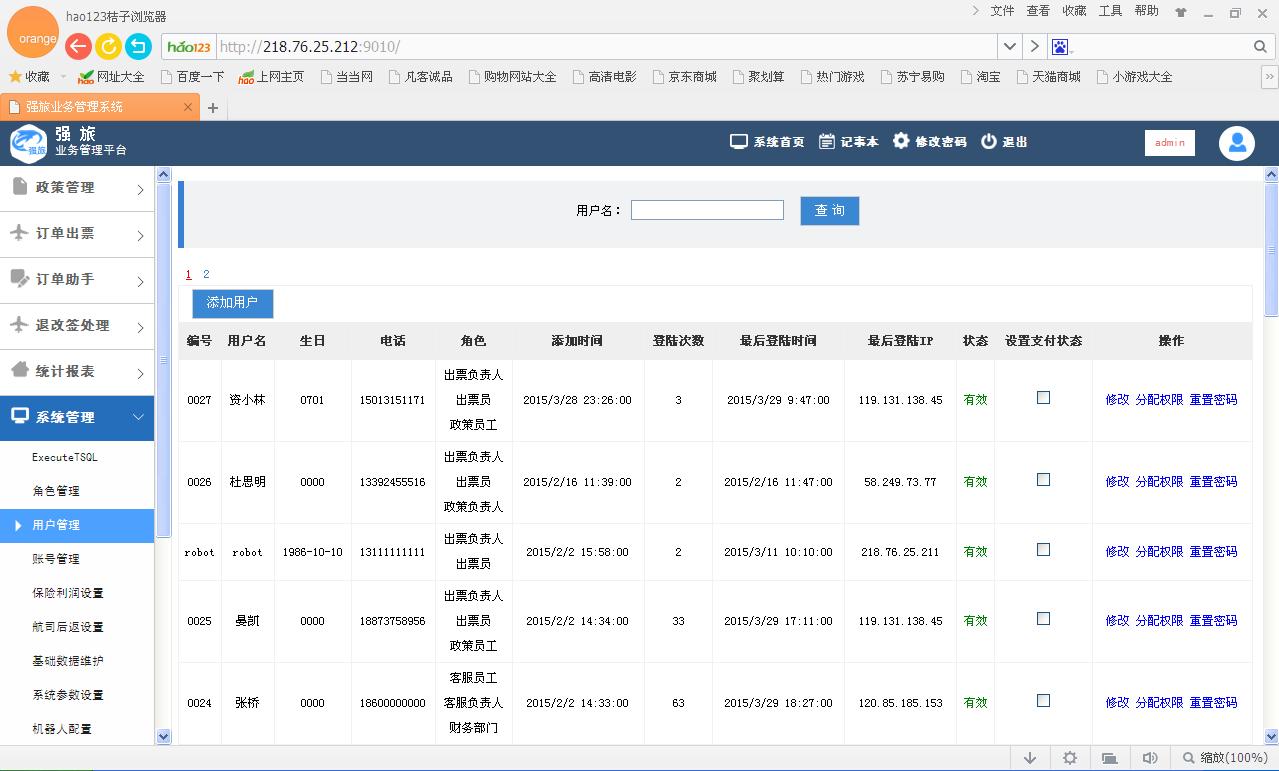 hao123桔子浏览器
文件 查看 收藏 工具 帮助
orange
hao123 http://218.76.25.212:9010/
收藏 网址大全 百度一下 上网主页 当当网 凡客诚品 购物网站大全 高清电影 京东商城 聚划算 热门游戏 苏宁易购 淘宝 天猫商城 小游戏大全
强旅业务管理系统
强旅
强 旅
业务管理平台
系统首页 记事本 修改密码 退出 admin
政策管理
订单出票
订单助手
退改签处理
统计报表
系统管理
ExecuteTSQL
角色管理
用户管理
账号管理
保险利润设置
航司后返设置
基础数据维护
系统参数设置
机器人配置
用户名： 查 询
1 2
添加用户
编号 用户名 生日 电话 角色 添加时间 登陆次数 最后登陆时间 最后登陆IP 状态 设置支付状态 操作
0027 资小林 0701 15013151171 出票负责人 出票员 政策员工 2015/3/28 23:26:00 3 2015/3/29 9:47:00 119.131.138.45 有效 修改 分配权限 重置密码
0026 杜思明 0000 13392455516 出票负责人 出票员 政策负责人 2015/2/16 11:39:00 2 2015/2/16 11:47:00 58.249.73.77 有效 修改 分配权限 重置密码
robot robot 1986-10-10 13111111111 出票负责人 出票员 2015/2/2 15:58:00 2 2015/3/11 10:10:00 218.76.25.211 有效 修改 分配权限 重置密码
0025 曼凯 0000 18873758956 出票负责人 出票员 政策员工 2015/2/2 14:34:00 33 2015/3/29 17:11:00 119.131.138.45 有效 修改 分配权限 重置密码
0024 张桥 0000 18600000000 客服员工 客服负责人 财务部门 2015/2/2 14:33:00 63 2015/3/29 18:27:00 120.85.185.153 有效 修改 分配权限 重置密码
缩放(100%)